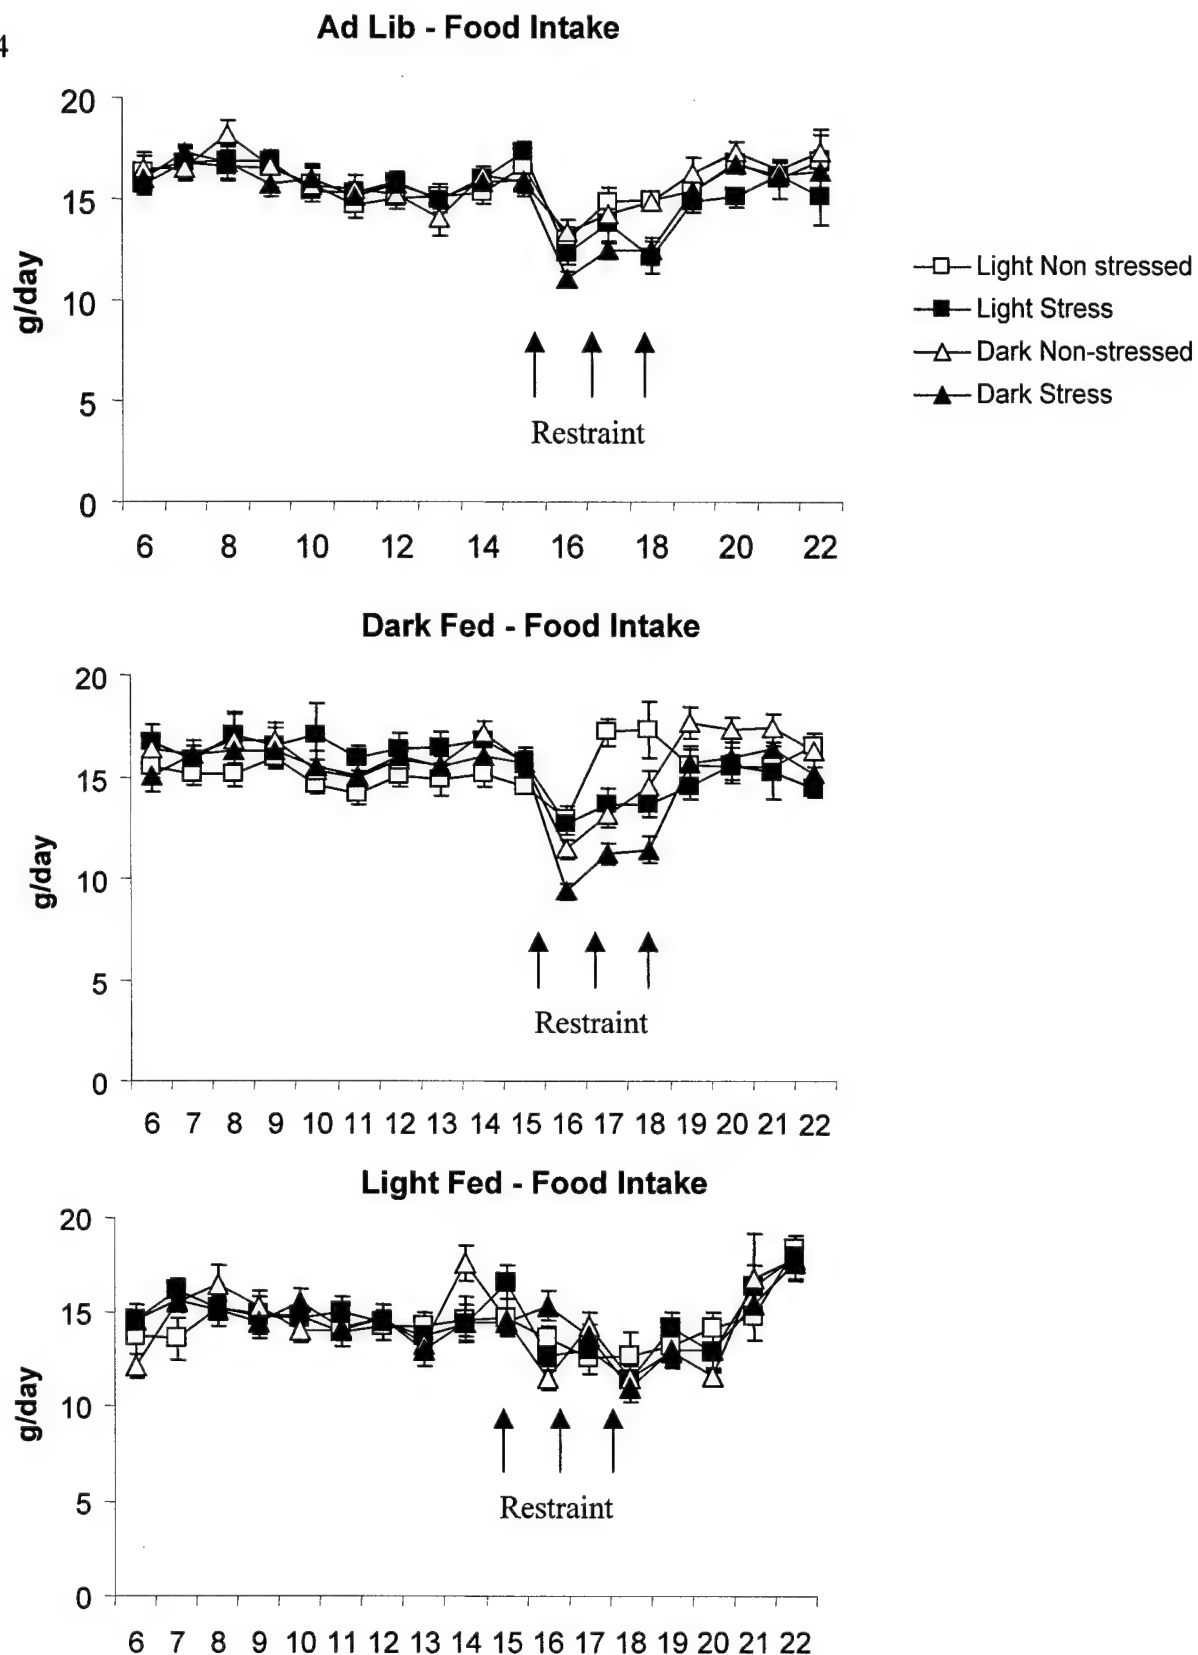 4
Ad Lib - Food Intake
20
15
10
5
0
g/day
Restraint
6 8 10 12 14 16 18 20 22
Light Non stressed
Light Stress
Dark Non-stressed
Dark Stress
Dark Fed - Food Intake
20
15
10
5
0
g/day
Restraint
6 7 8 9 10 11 12 13 14 15 16 17 18 19 20 21 22
Light Fed - Food Intake
20
15
10
5
0
g/day
Restraint
6 7 8 9 10 11 12 13 14 15 16 17 18 19 20 21 22